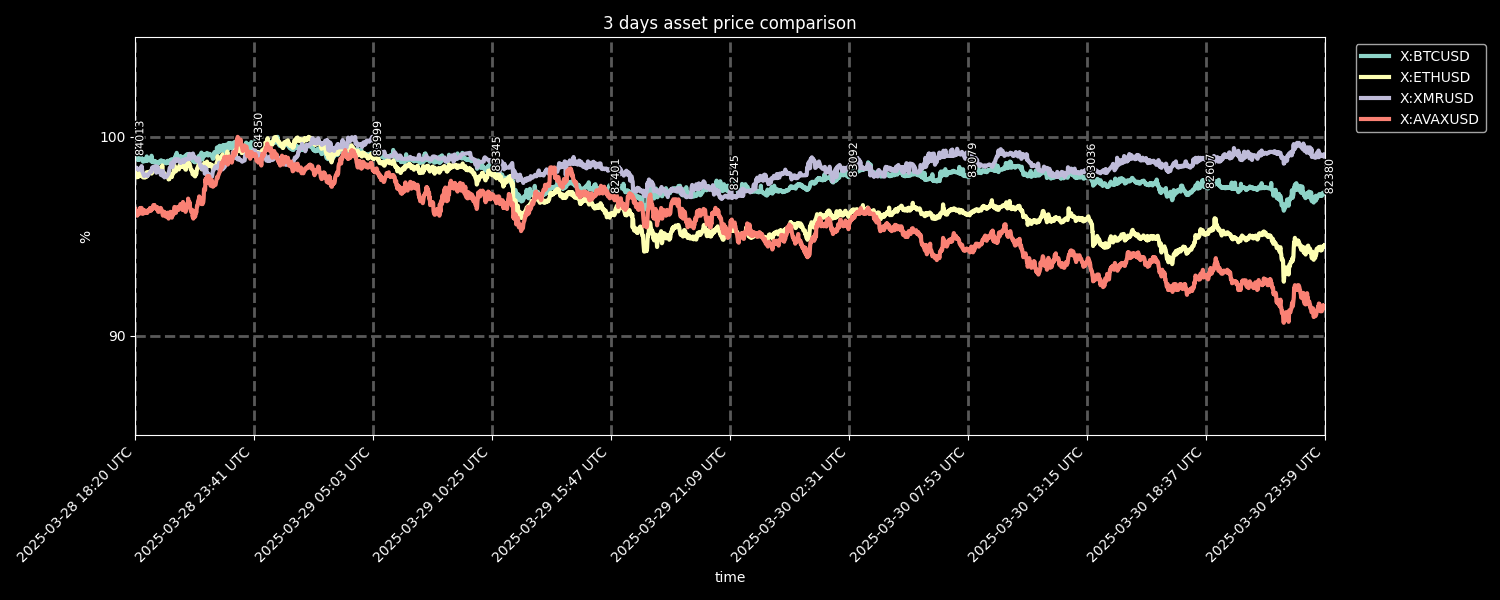 3 days asset price comparison
X:BTCUSD
X:ETHUSD
X:XMRUSD
X:AVAXUSD
100
90
%
84013
84350
83999
83345
82401
82545
83092
83079
83036
82607
82380
2025-03-28 18:20 UTC
2025-03-28 23:41 UTC
2025-03-29 05:03 UTC
2025-03-29 10:25 UTC
2025-03-29 15:47 UTC
2025-03-29 21:09 UTC
2025-03-30 02:31 UTC
2025-03-30 07:53 UTC
2025-03-30 13:15 UTC
2025-03-30 18:37 UTC
2025-03-30 23:59 UTC
time